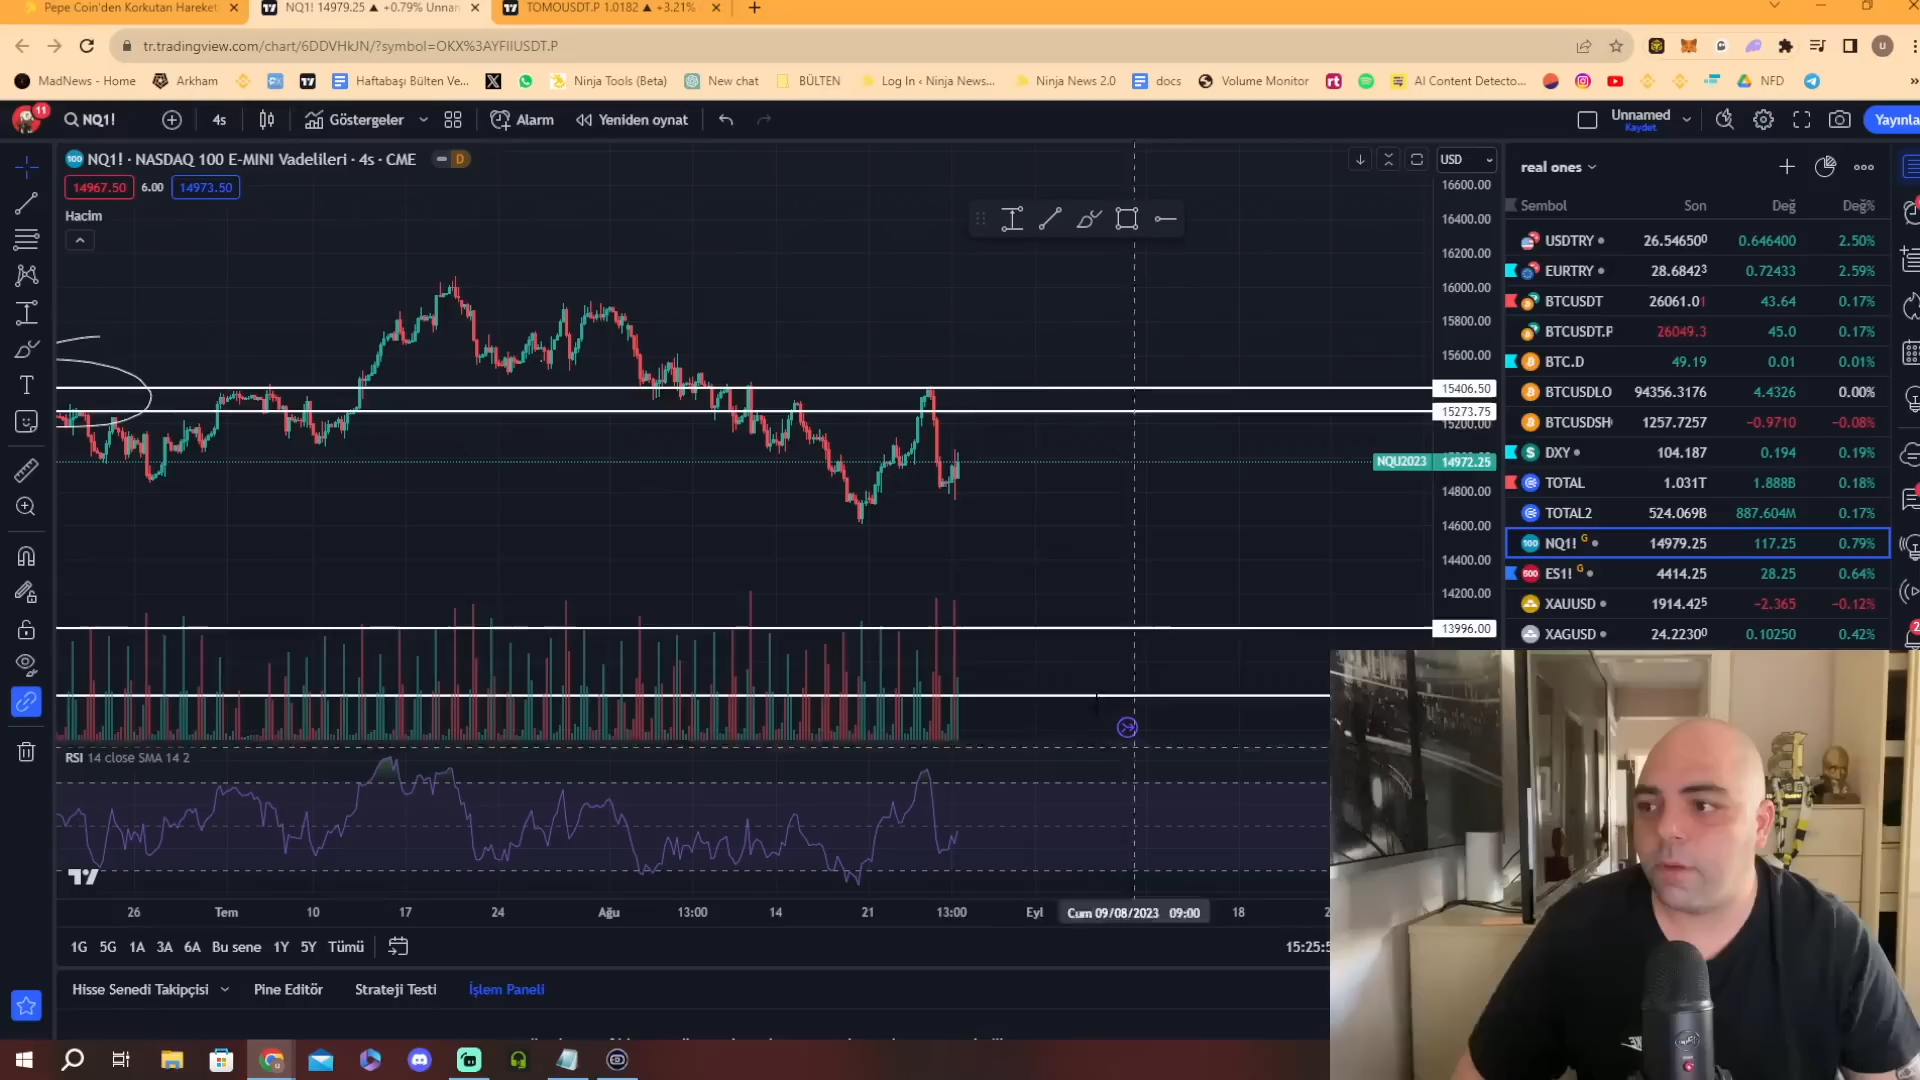 Pepe Coin'den Korkutan Hareket
NQ1! 14979.25 ▲ +0.79% Unnan
TOMOUSDT.P 1.0182 ▲ +3.21%
tr.tradingview.com/chart/6DDVHkJN/?symbol=OKX%3AYFIIUSDT.P
MadNews - Home
Arkham
Haftabaşı Bülten Ve...
Ninja Tools (Beta)
New chat
BÜLTEN
Log In ‹ Ninja News...
Ninja News 2.0
docs
Volume Monitor
AI Content Detecto...
NFD
11
NQ1!
4s
Göstergeler
Alarm
Yeniden oynat
Unnamed
Kaydet
Yayınla
NQ1! · NASDAQ 100 E-MINI Vadelileri · 4s · CME
D
14967.50 6.00 14973.50
Hacim
USD
16600.00
16400.00
16200.00
16000.00
15800.00
15600.00
15406.50
15273.75
15200.00
NQU2023 14972.25
14800.00
14600.00
14400.00
14200.00
13996.00
real ones
Sembol Son Değ Değ%
USDTRY 26.54650 0.646400 2.50%
EURTRY 28.68423 0.72433 2.59%
BTCUSDT 26061.01 43.64 0.17%
BTCUSDT.P 26049.3 45.0 0.17%
BTC.D 49.19 0.01 0.01%
BTCUSDLO 94356.3176 4.4326 0.00%
BTCUSDSH 1257.7257 −0.9710 −0.08%
DXY 104.187 0.194 0.19%
TOTAL 1.031T 1.888B 0.18%
TOTAL2 524.069B 887.604M 0.17%
NQ1! G 14979.25 117.25 0.79%
ES1! G 4414.25 28.25 0.64%
XAUUSD 1914.425 −2.365 −0.12%
XAGUSD 24.2230 0.10250 0.42%
RSI 14 close SMA 14 2
26 Tem 10 17 24 Ağu 13:00 14 21 13:00 Eyl Cum 09/08/2023 09:00 18
1G 5G 1A 3A 6A Bu sene 1Y 5Y Tümü
15:25:5
Hisse Senedi Takipçisi
Pine Editör
Strateji Testi
İşlem Paneli